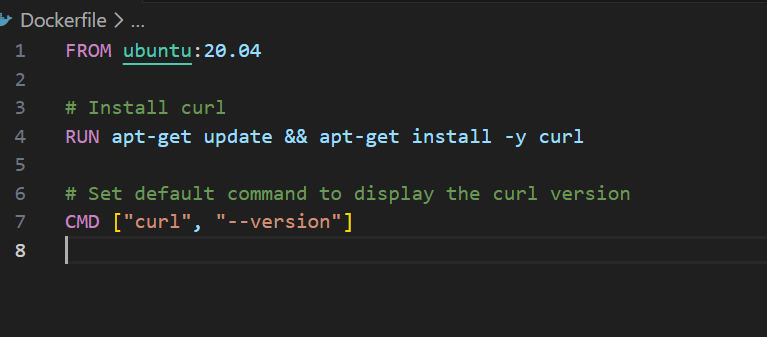 Dockerfile > ...
1 FROM ubuntu:20.04
2
3 # Install curl
4 RUN apt-get update && apt-get install -y curl
5
6 # Set default command to display the curl version
7 CMD ["curl", "--version"]
8